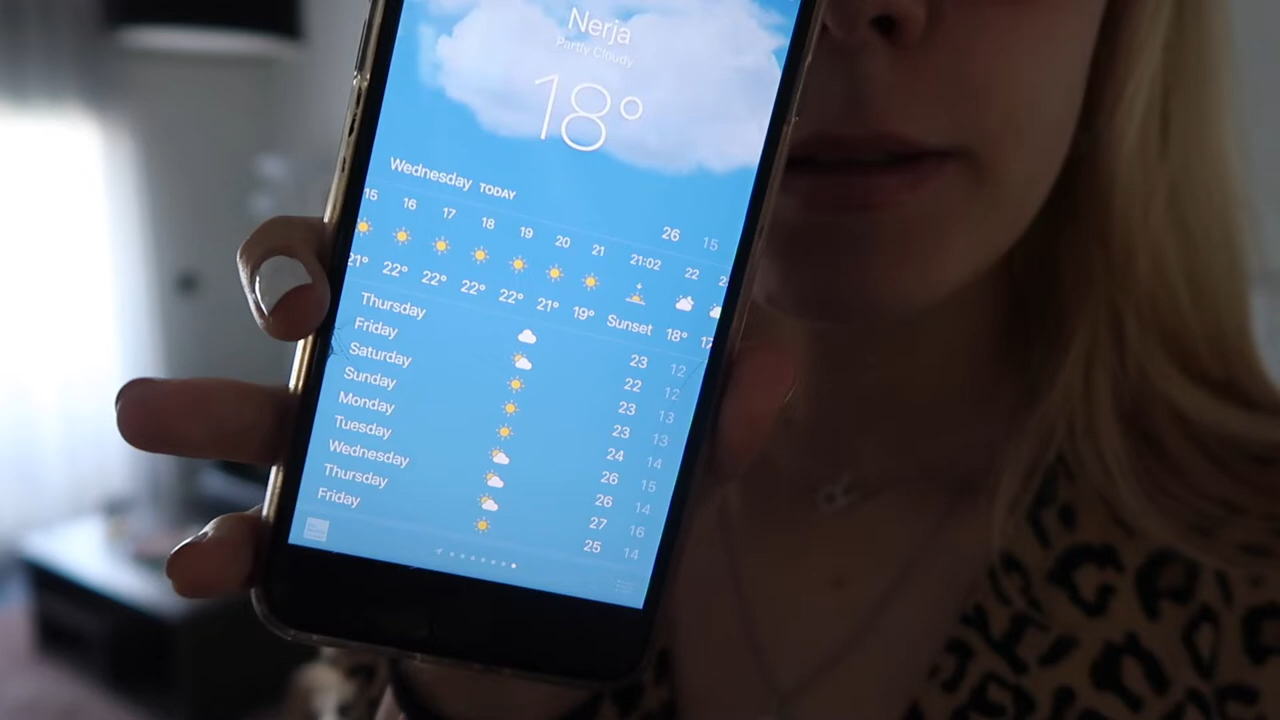 Nerja
Partly Cloudy
18°
Wednesday TODAY 26 15
15 16 17 18 19 20 21 21:02 22
21° 22° 22° 22° 22° 21° 19° Sunset 18°
Thursday 23 12
Friday 22 12
Saturday 23 13
Sunday 23 13
Monday 24 14
Tuesday 26 15
Wednesday 26 14
Thursday 27 16
Friday 25 14